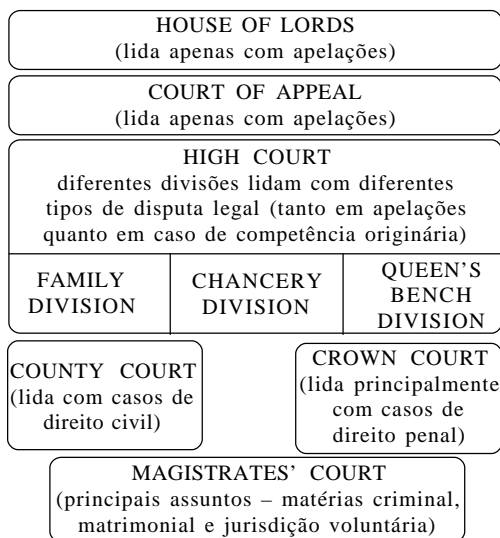 HOUSE OF LORDS
(lida apenas com apelações)
COURT OF APPEAL
(lida apenas com apelações)
HIGH COURT
diferentes divisões lidam com diferentes
tipos de disputa legal (tanto em apelações
quanto em caso de competência originária)
FAMILY
DIVISION
CHANCERY
DIVISION
QUEEN'S
BENCH
DIVISION
COUNTY COURT
(lida com casos de
direito civil)
CROWN COURT
(lida principalmente
com casos de
direito penal)
MAGISTRATES' COURT
(principais assuntos – matérias criminal,
matrimonial e jurisdição voluntária)